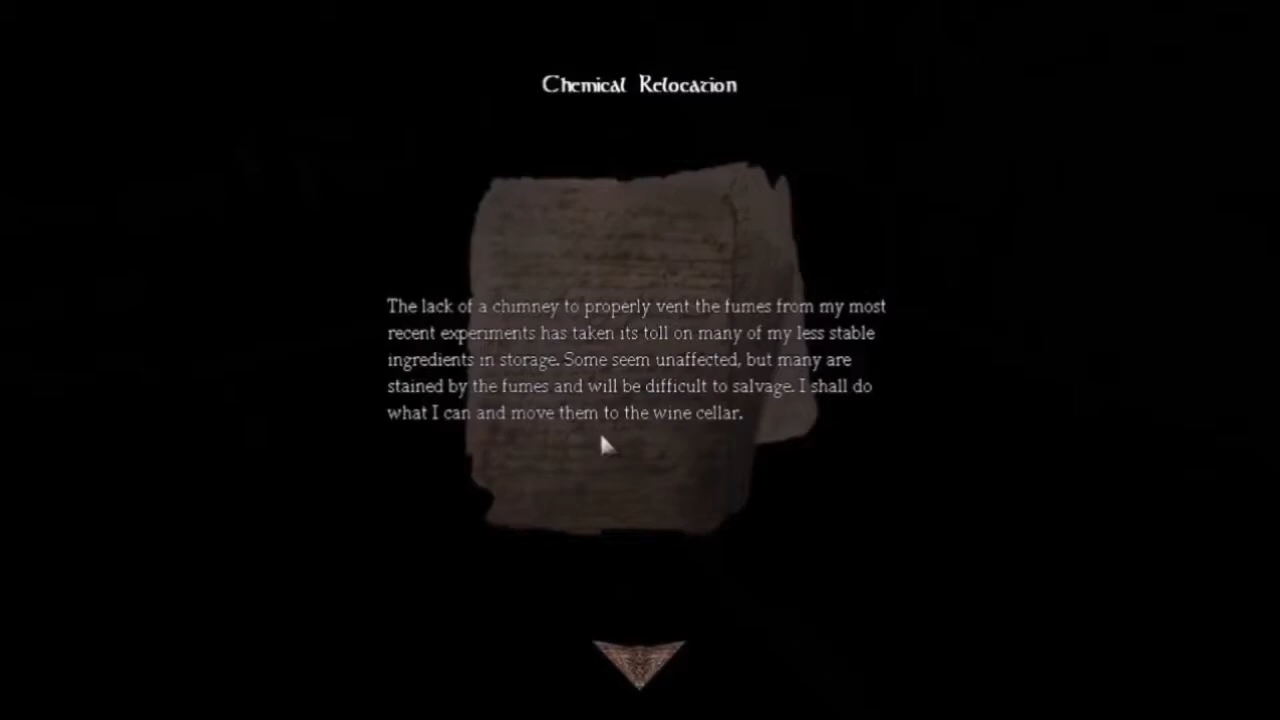 Chemical Relocation
The lack of a chimney to properly vent the fumes from my most
recent experiments has taken its toll on many of my less stable
ingredients in storage. Some seem unaffected, but many are
stained by the fumes and will be difficult to salvage. I shall do
what I can and move them to the wine cellar.